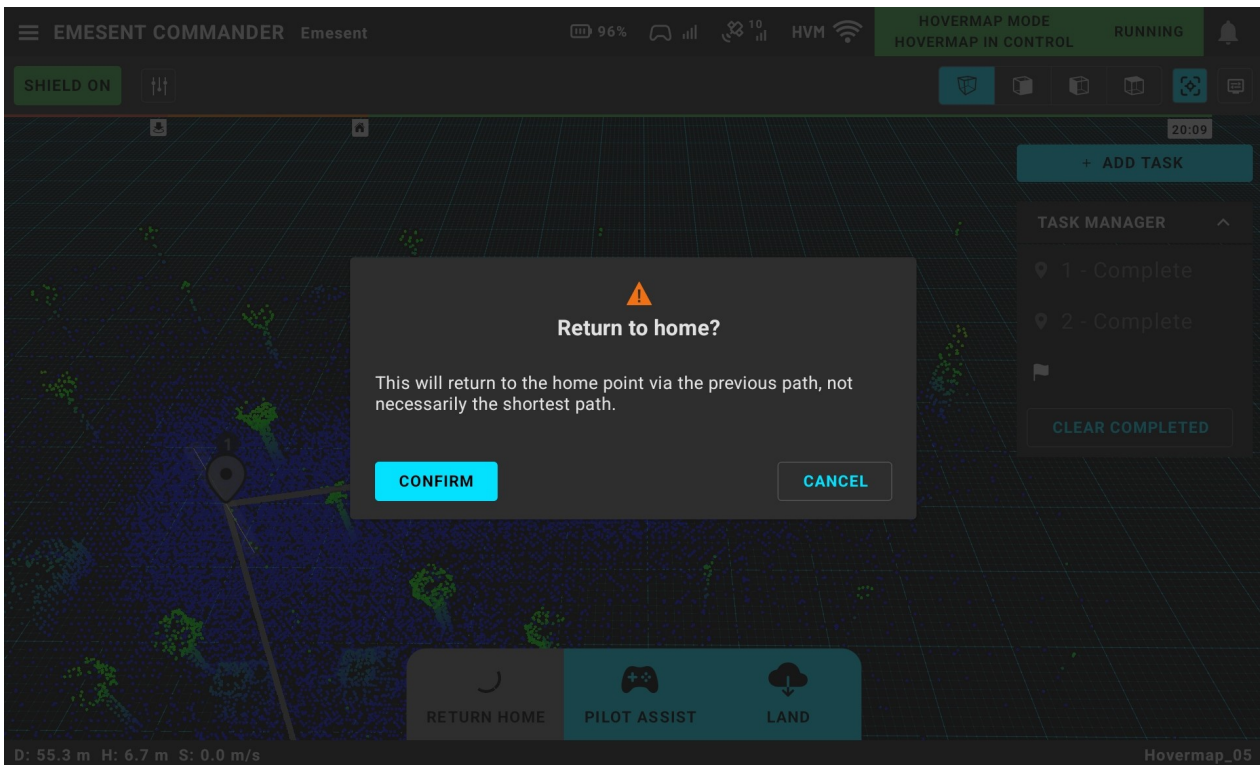 EMESENT COMMANDER Emesent
96%
10
HVM
HOVERMAP MODE
HOVERMAP IN CONTROL
RUNNING
SHIELD ON
20:09
+ ADD TASK
TASK MANAGER
1 - Complete
2 - Complete
CLEAR COMPLETED
Return to home?
This will return to the home point via the previous path, not
necessarily the shortest path.
CONFIRM
CANCEL
1
RETURN HOME
PILOT ASSIST
LAND
D: 55.3 m H: 6.7 m S: 0.0 m/s
Hovermap_05